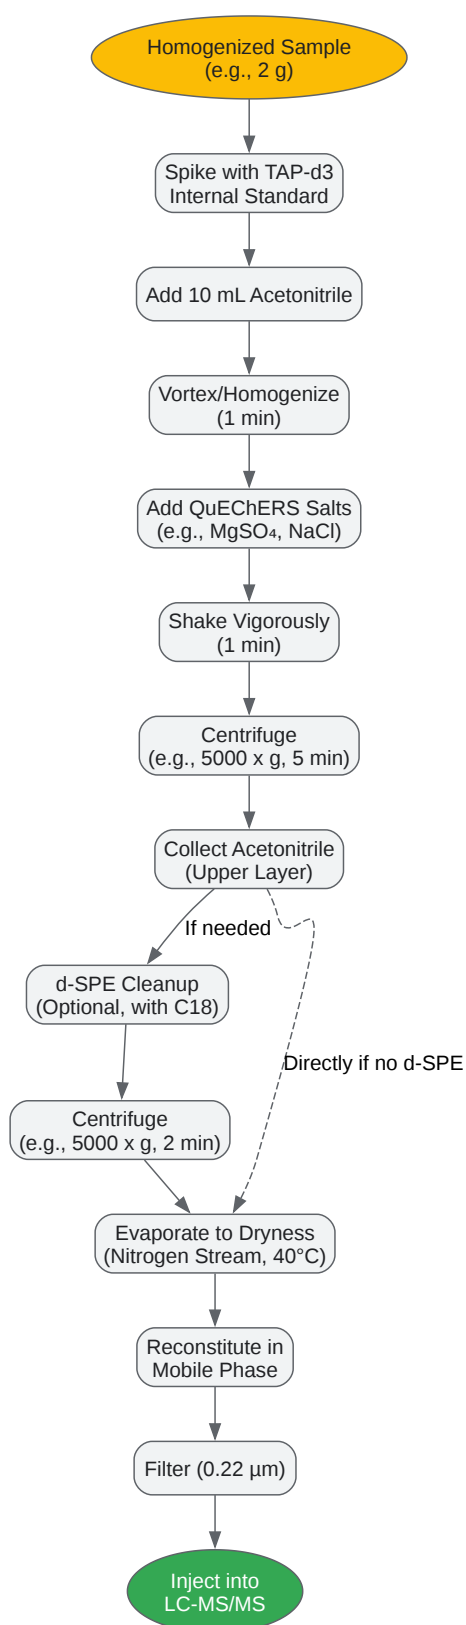 Homogenized Sample
(e.g., 2 g)
Spike with TAP-d3
Internal Standard
Add 10 mL Acetonitrile
Vortex/Homogenize
(1 min)
Add QuEChERS Salts
(e.g., MgSO₄, NaCl)
Shake Vigorously
(1 min)
Centrifuge
(e.g., 5000 x g, 5 min)
Collect Acetonitrile
(Upper Layer)
If needed
d-SPE Cleanup
(Optional, with C18)
Directly if no d-SPE
Centrifuge
(e.g., 5000 x g, 2 min)
Evaporate to Dryness
(Nitrogen Stream, 40°C)
Reconstitute in
Mobile Phase
Filter (0.22 µm)
Inject into
LC-MS/MS